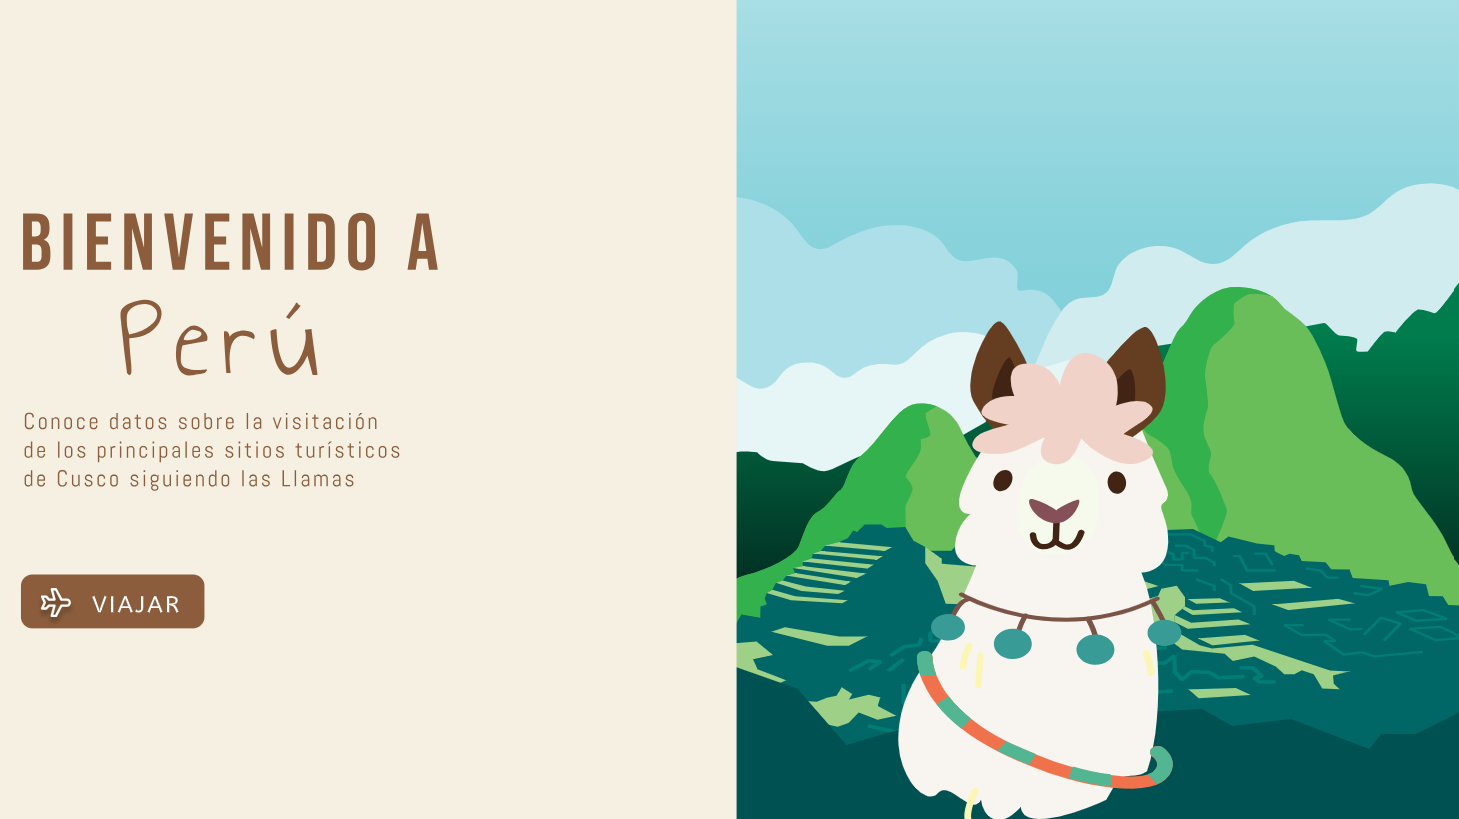 BIENVENIDO A
Perú
Conoce datos sobre la visitación
de los principales sitios turísticos
de Cusco siguiendo las Llamas
VIAJAR